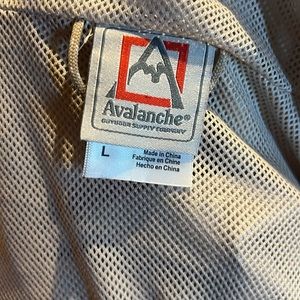 Avalanche®
OUTDOOR SUPPLY COMPANY
L
Made in China
Fabriqué en Chine
Hecho en China